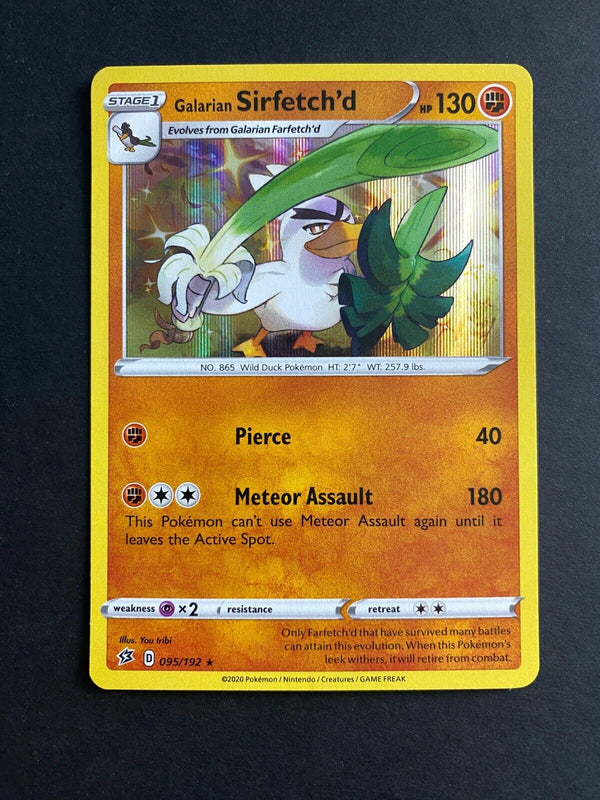 STAGE 1 Galarian Sirfetch'd HP 130
Evolves from Galarian Farfetch'd
NO. 865 Wild Duck Pokémon HT: 2'7" WT: 257.9 lbs.
Pierce 40
Meteor Assault 180
This Pokémon can't use Meteor Assault again until it
leaves the Active Spot.
weakness ×2 resistance retreat
Illus. You Iribi
Only Farfetch'd that have survived many battles
can attain this evolution. When this Pokémon's
leek withers, it will retire from combat.
D 095/192 ★
©2020 Pokémon / Nintendo / Creatures / GAME FREAK